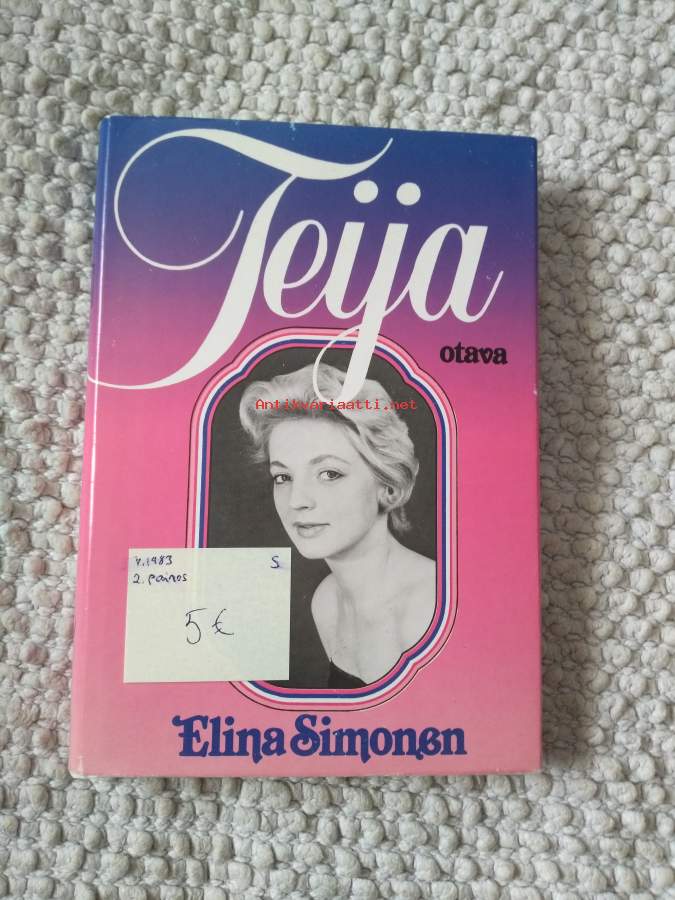 Teija
otava
Antikvariaatti.net
v.1983 S
2. painos
5 €
Elina Simonen